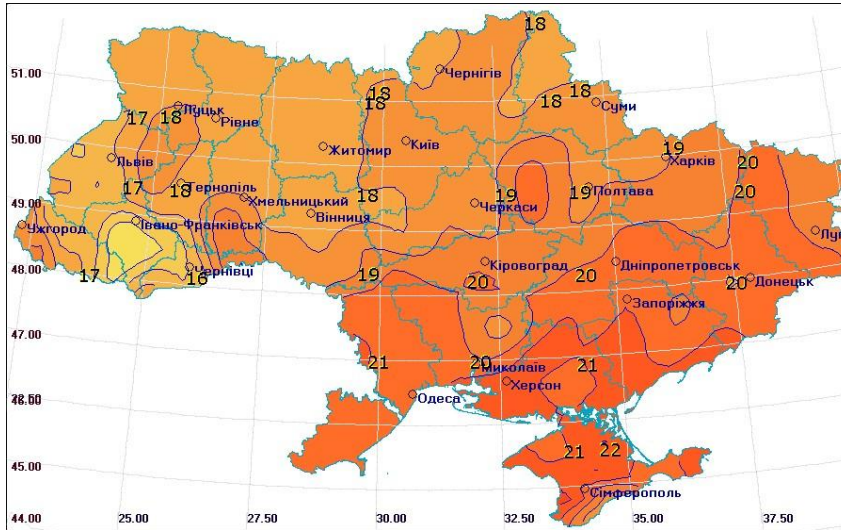 18
51.00
Чернігів
18
18
18
18
Суми
Луцьк
17
18
Рівне
50.00
Житомир
Київ
19
Харків
20
Львів
17
18
Тернопіль
Хмельницький
18
19
19
Полтава
20
49.00
Вінниця
Черкаси
Ужгород
Івано-Франківськ
48.00
17
16
Чернівці
19
Кіровоград
20
20
Дніпропетровськ
20
Донецьк
Запоріжжя
47.00
21
20
Миколаїв
21
Херсон
46.00
Одеса
45.00
21
22
Сімферополь
44.00
25.00
27.50
30.00
32.50
35.00
37.50